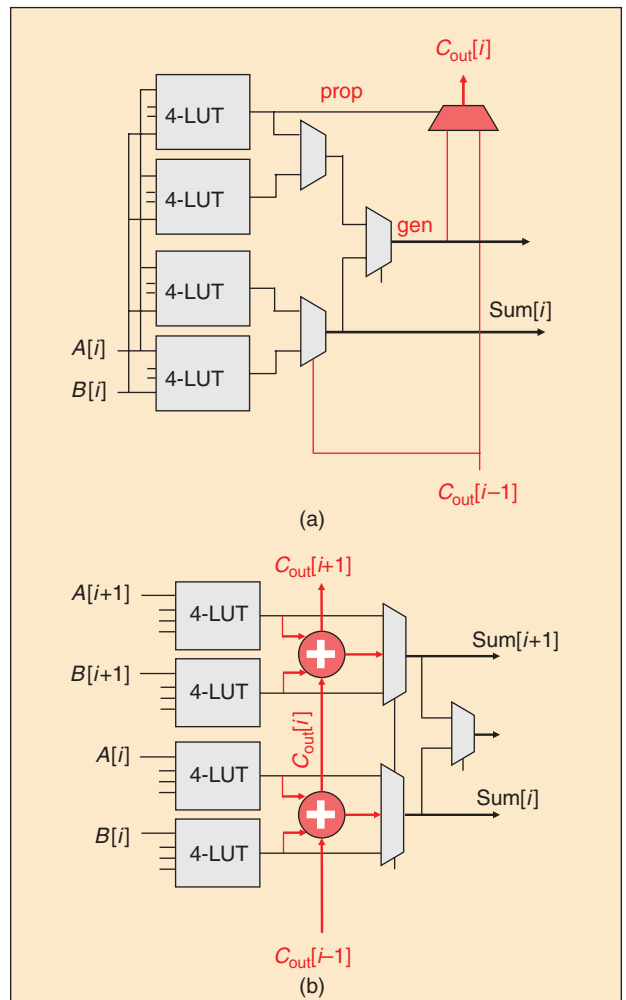 C_out[i]
prop
4-LUT
4-LUT
gen
4-LUT
Sum[i]
A[i]
4-LUT
B[i]
C_out[i–1]
(a)
C_out[i+1]
A[i+1]
4-LUT
Sum[i+1]
B[i+1]
4-LUT
C_out[i]
A[i]
4-LUT
Sum[i]
B[i]
4-LUT
C_out[i–1]
(b)